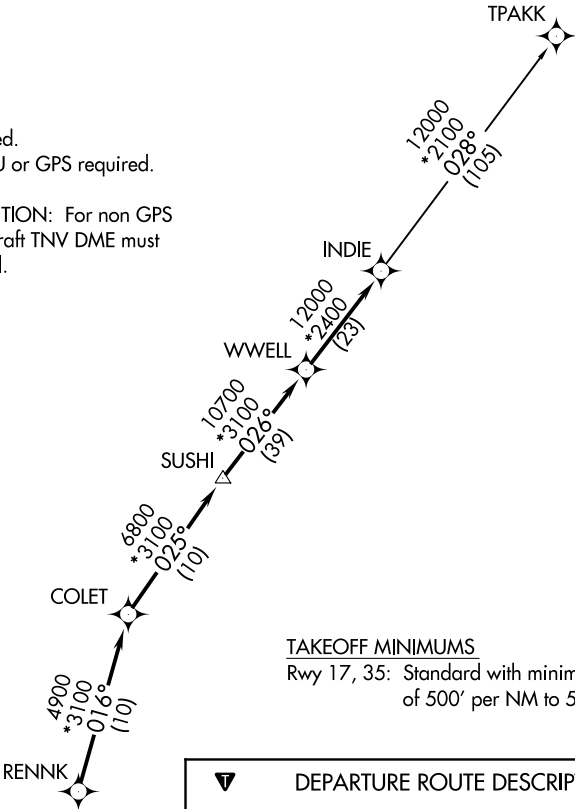 TPAKK
ed.
U or GPS required.
TION: For non GPS
raft TNV DME must
d.
12000
*2100
028°
(105)
INDIE
12000
*2400
(23)
WWELL
10700
*3100
026°
(39)
SUSHI
6800
*3100
025°
(10)
COLET
4900
*3100
016°
(10)
RENNK
TAKEOFF MINIMUMS
Rwy 17, 35: Standard with minim
of 500' per NM to 5
T DEPARTURE ROUTE DESCRIP